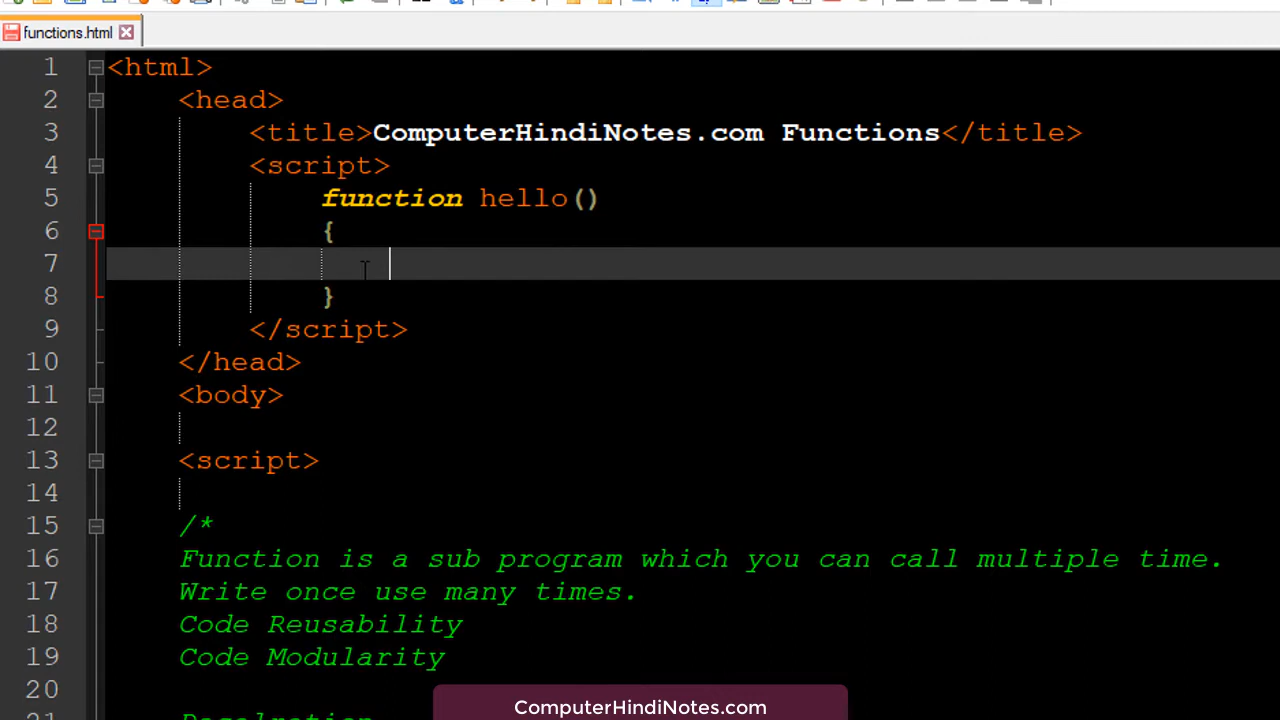 functions.html
1 <html>
2 <head>
3 <title>ComputerHindiNotes.com Functions</title>
4 <script>
5 function hello()
6 {
7
8 }
9 </script>
10 </head>
11 <body>
12
13 <script>
14
15 /*
16 Function is a sub program which you can call multiple time.
17 Write once use many times.
18 Code Reusability
19 Code Modularity
20
ComputerHindiNotes.com